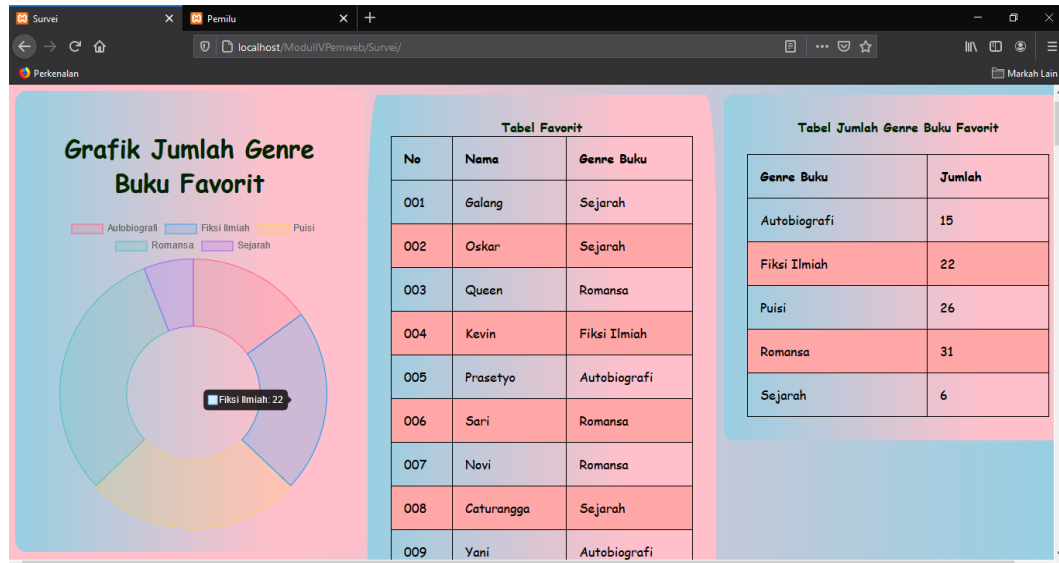 Survei
Pemilu
localhost/ModulIVPemweb/Survei/
Perkenalan
Markah Lain
Grafik Jumlah Genre
Buku Favorit
Autobiografi Fiksi Ilmiah Puisi
Romansa Sejarah
Fiksi Ilmiah: 22
Tabel Favorit
No Nama Genre Buku
001 Galang Sejarah
002 Oskar Sejarah
003 Queen Romansa
004 Kevin Fiksi Ilmiah
005 Prasetyo Autobiografi
006 Sari Romansa
007 Novi Romansa
008 Caturangga Sejarah
009 Yani Autobiografi
Tabel Jumlah Genre Buku Favorit
Genre Buku Jumlah
Autobiografi 15
Fiksi Ilmiah 22
Puisi 26
Romansa 31
Sejarah 6